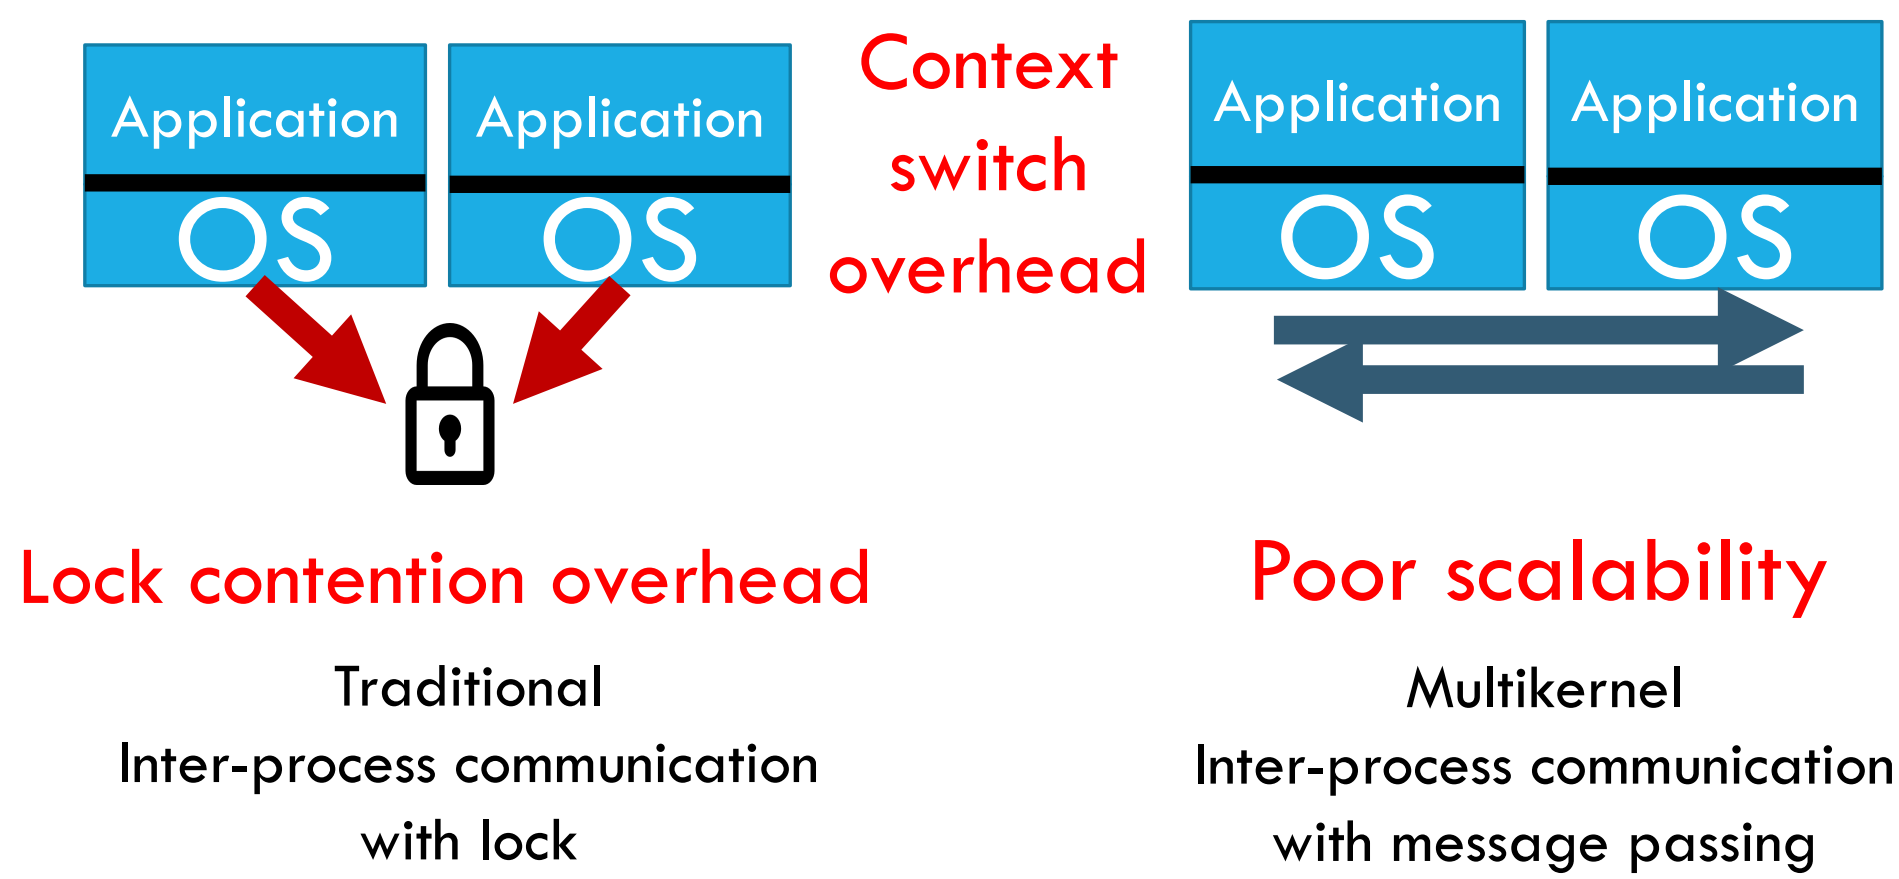 Application
OS
Application
OS
Context
switch
overhead
Application
OS
Application
OS
Lock contention overhead
Traditional
Inter-process communication
with lock
Poor scalability
Multikernel
Inter-process communication
with message passing